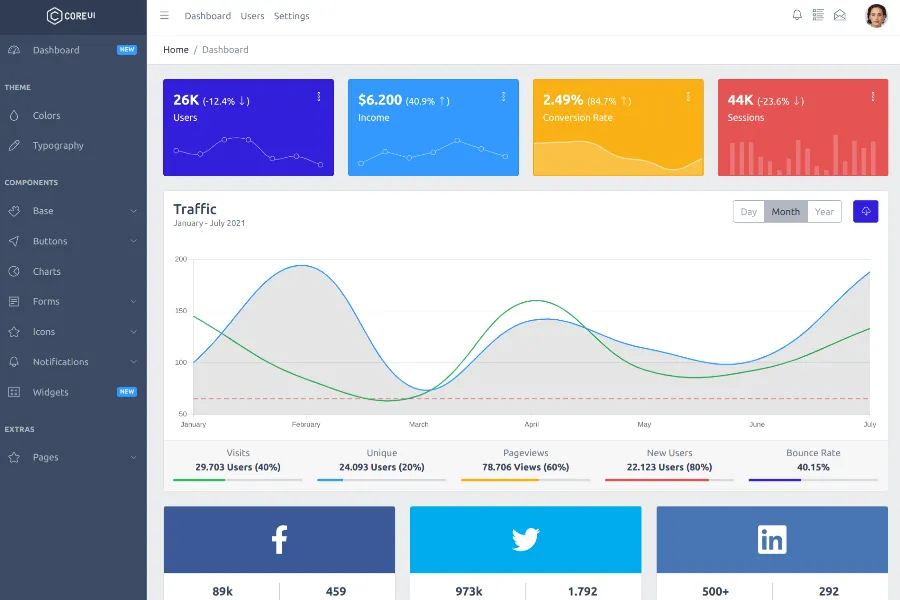 COREUI
Dashboard NEW
THEME
Colors
Typography
COMPONENTS
Base
Buttons
Charts
Forms
Icons
Notifications
Widgets NEW
EXTRAS
Pages
Dashboard Users Settings
Home / Dashboard
26K (-12.4% ↓)
Users
$6.200 (40.9% ↑)
Income
2.49% (84.7% ↑)
Conversion Rate
44K (-23.6% ↓)
Sessions
Traffic
January - July 2021
Day Month Year
200
150
100
50
January February March April May June July
Visits
29.703 Users (40%)
Unique
24.093 Users (20%)
Pageviews
78.706 Views (60%)
New Users
22.123 Users (80%)
Bounce Rate
40.15%
f
in
89k 459
973k 1.792
500+ 292